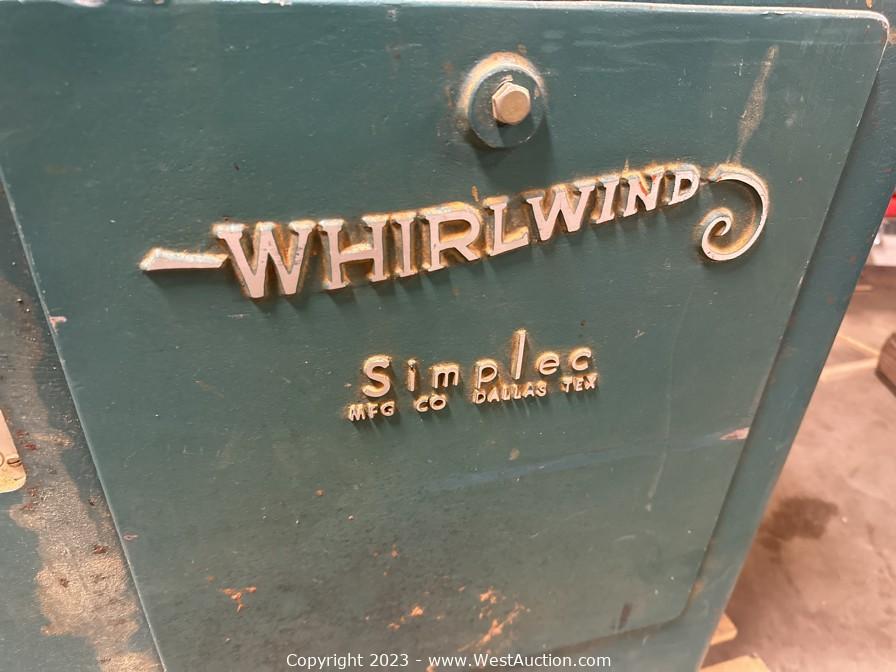 WHIRLWIND
Simplec
MFG CO DALLAS TEX
Copyright 2023 - www.WestAuction.com